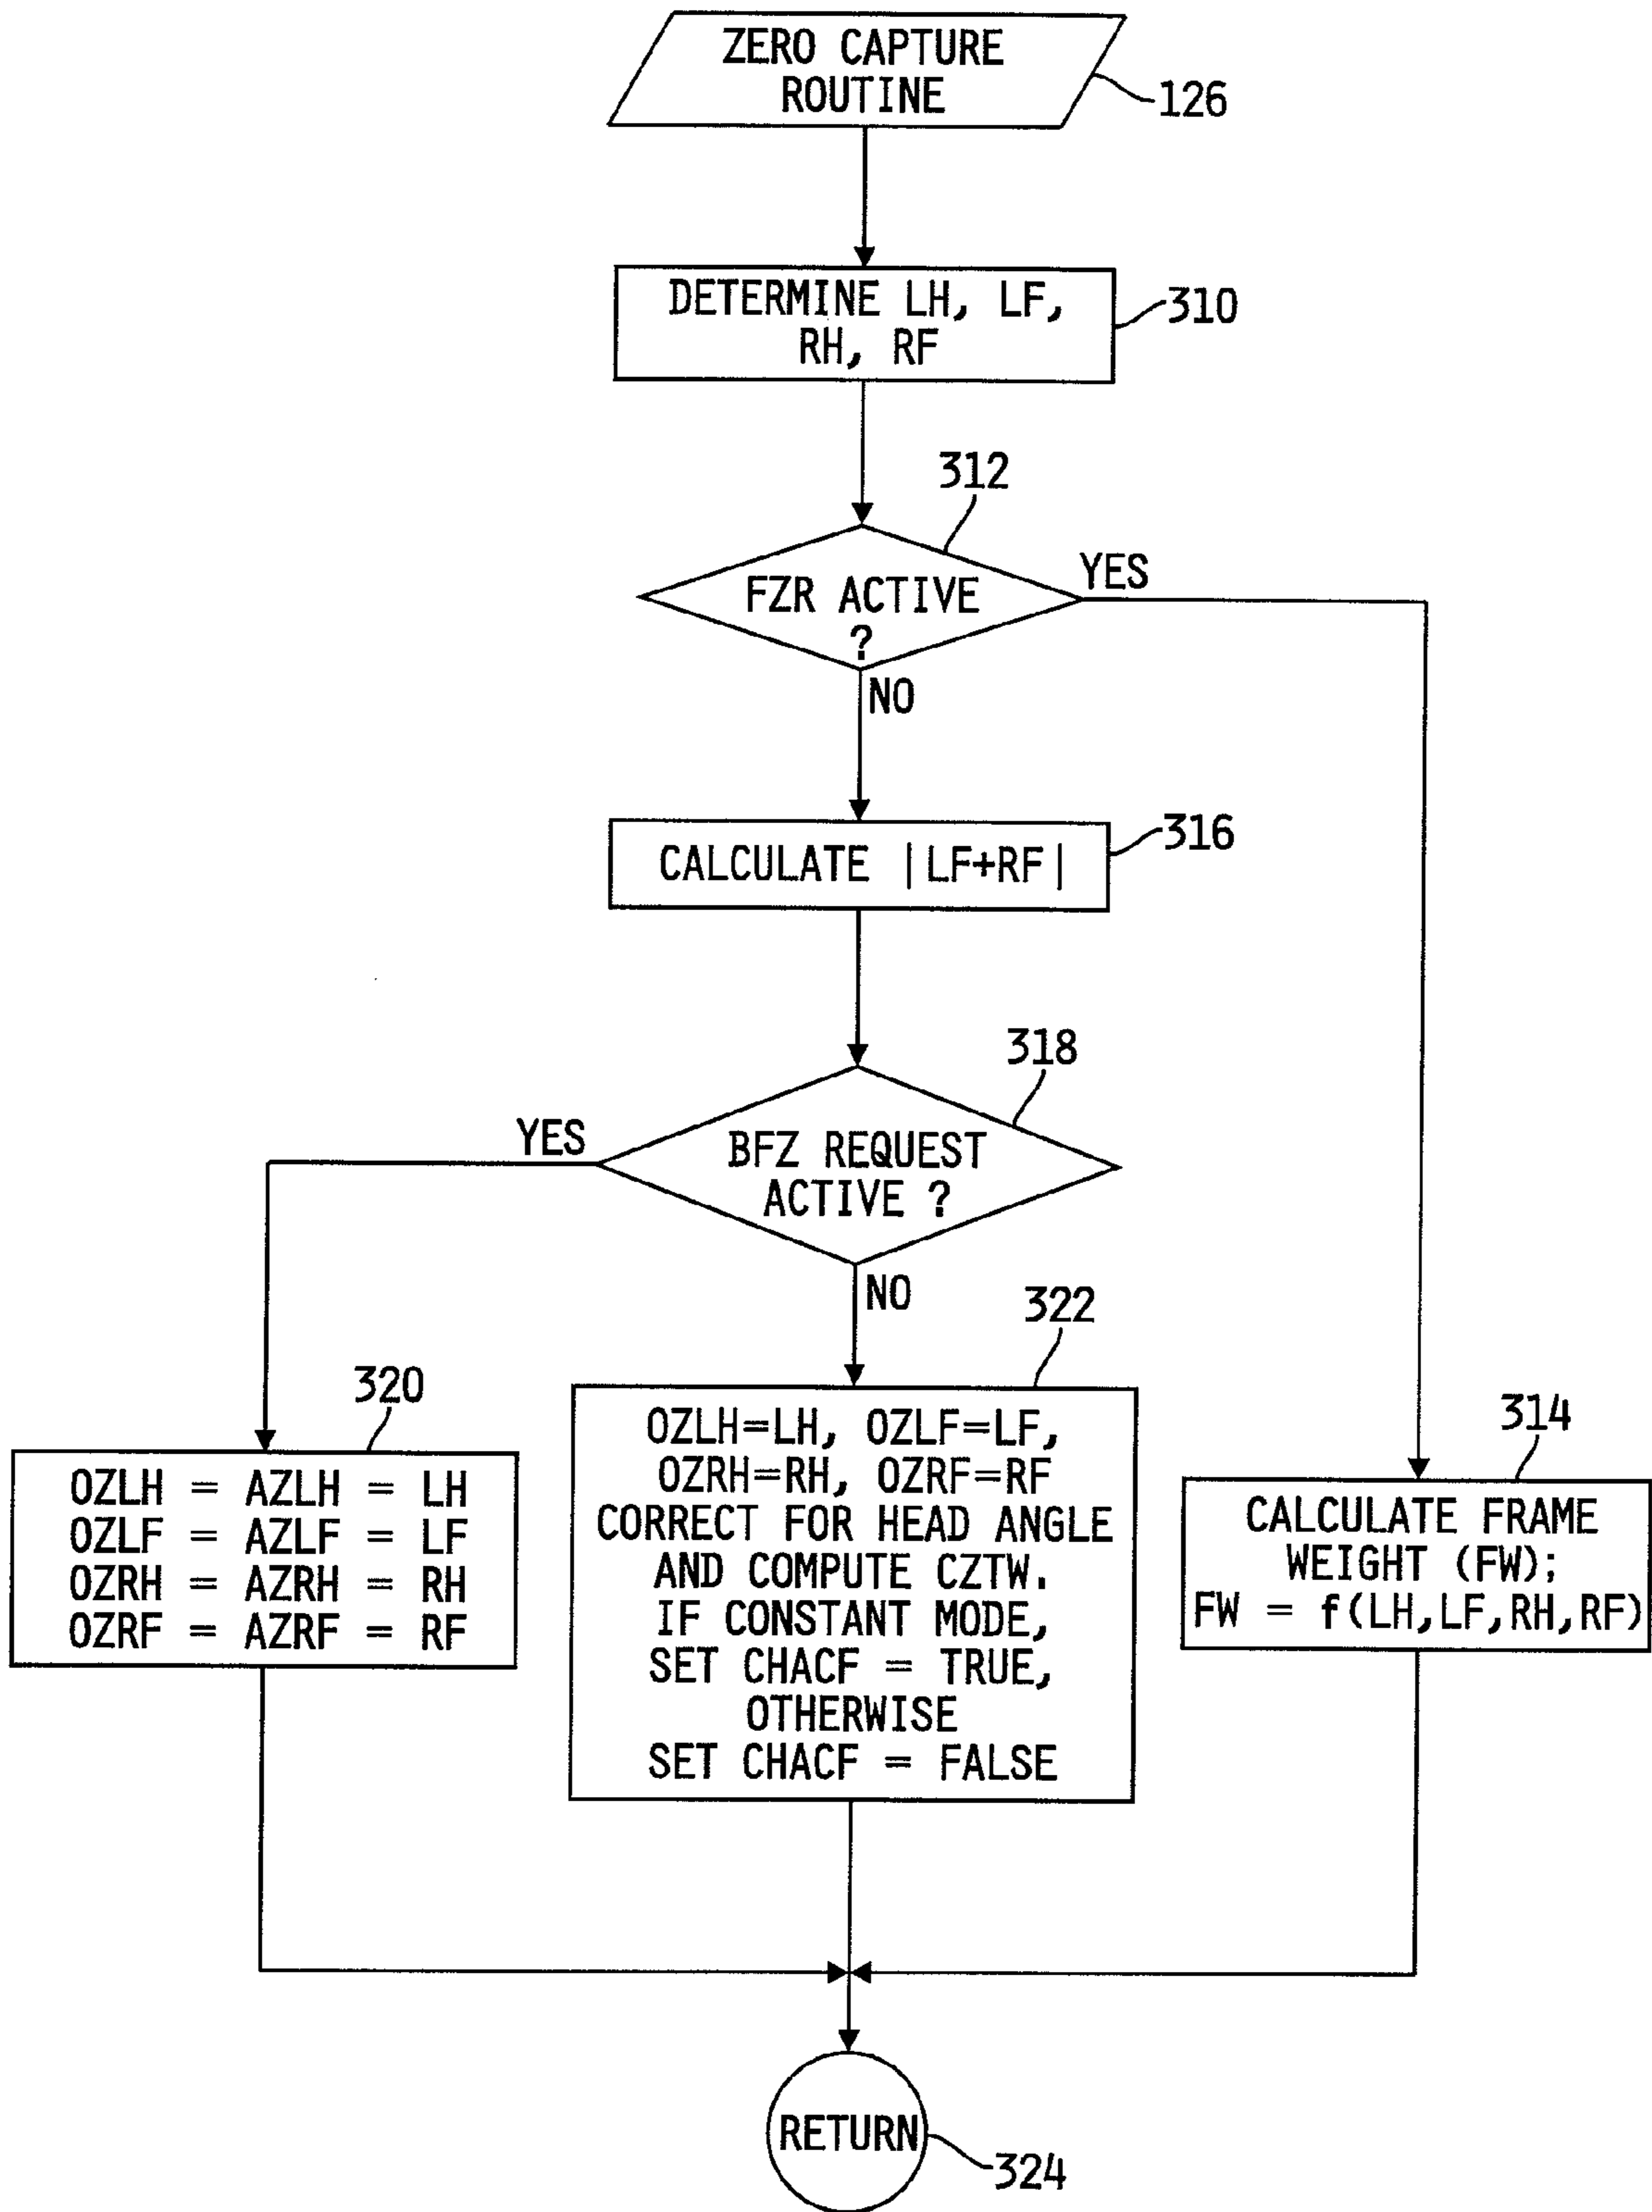 ZERO CAPTURE
ROUTINE
126
DETERMINE LH, LF,
RH, RF
310
312
FZR ACTIVE
?
YES
NO
CALCULATE |LF+RF|
316
318
BFZ REQUEST
ACTIVE ?
YES
NO
320
OZLH = AZLH = LH
OZLF = AZLF = LF
OZRH = AZRH = RH
OZRF = AZRF = RF
322
OZLH=LH, OZLF=LF,
OZRH=RH, OZRF=RF
CORRECT FOR HEAD ANGLE
AND COMPUTE CZTW.
IF CONSTANT MODE,
SET CHACF = TRUE,
OTHERWISE
SET CHACF = FALSE
314
CALCULATE FRAME
WEIGHT (FW);
FW = f(LH,LF,RH,RF)
RETURN
324